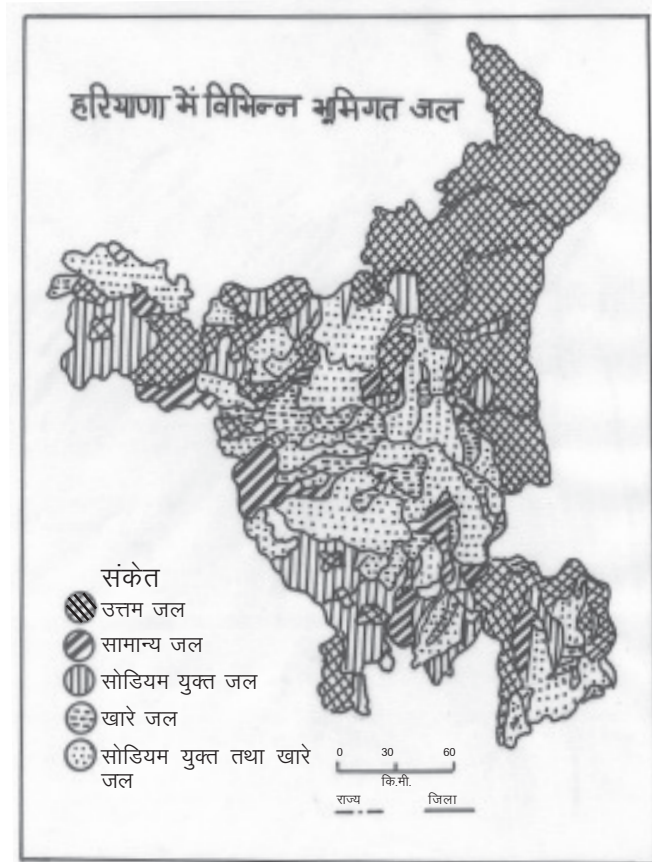 हरियाणा में विभिन्न भूमिगत जल
संकेत
उत्तम जल
सामान्य जल
सोडियम युक्त जल
खारे जल
सोडियम युक्त तथा खारे
जल
0 30 60
कि.मी.
राज्य जिला